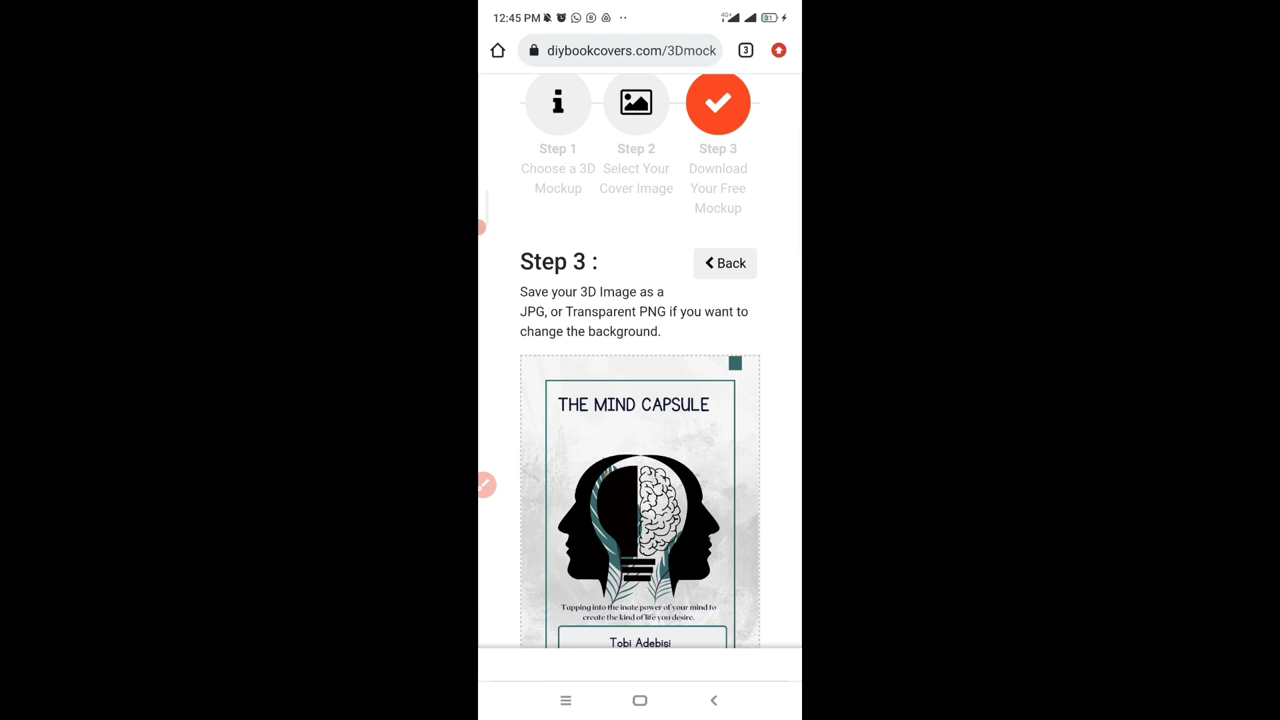 12:45 PM
4G+
31
diybookcovers.com/3Dmock
3
Step 1
Choose a 3D
Mockup
Step 2
Select Your
Cover Image
Step 3
Download
Your Free
Mockup
Step 3 :
Back
Save your 3D Image as a
JPG, or Transparent PNG if you want to
change the background.
THE MIND CAPSULE
Tapping into the inate power of your mind to
create the kind of life you desire.
Tobi Adebisi